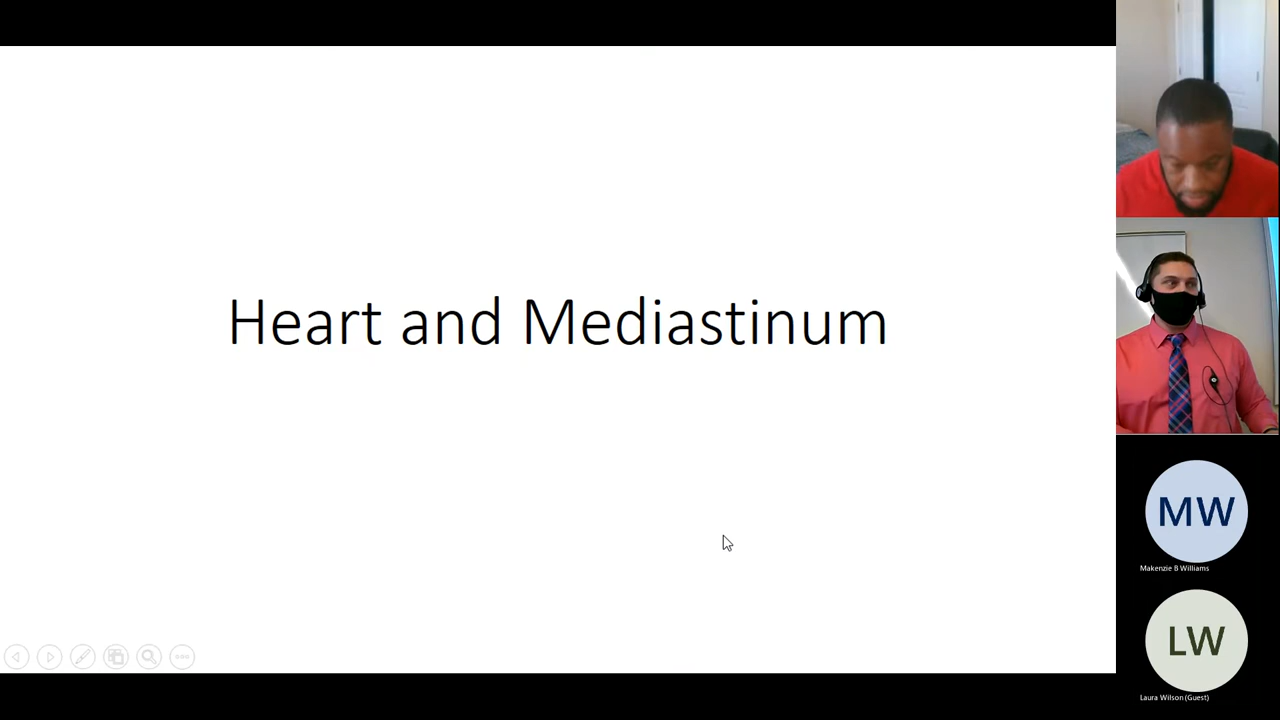 Heart and Mediastinum
MW
Makenzie B Williams
LW
Laura Wilson (Guest)